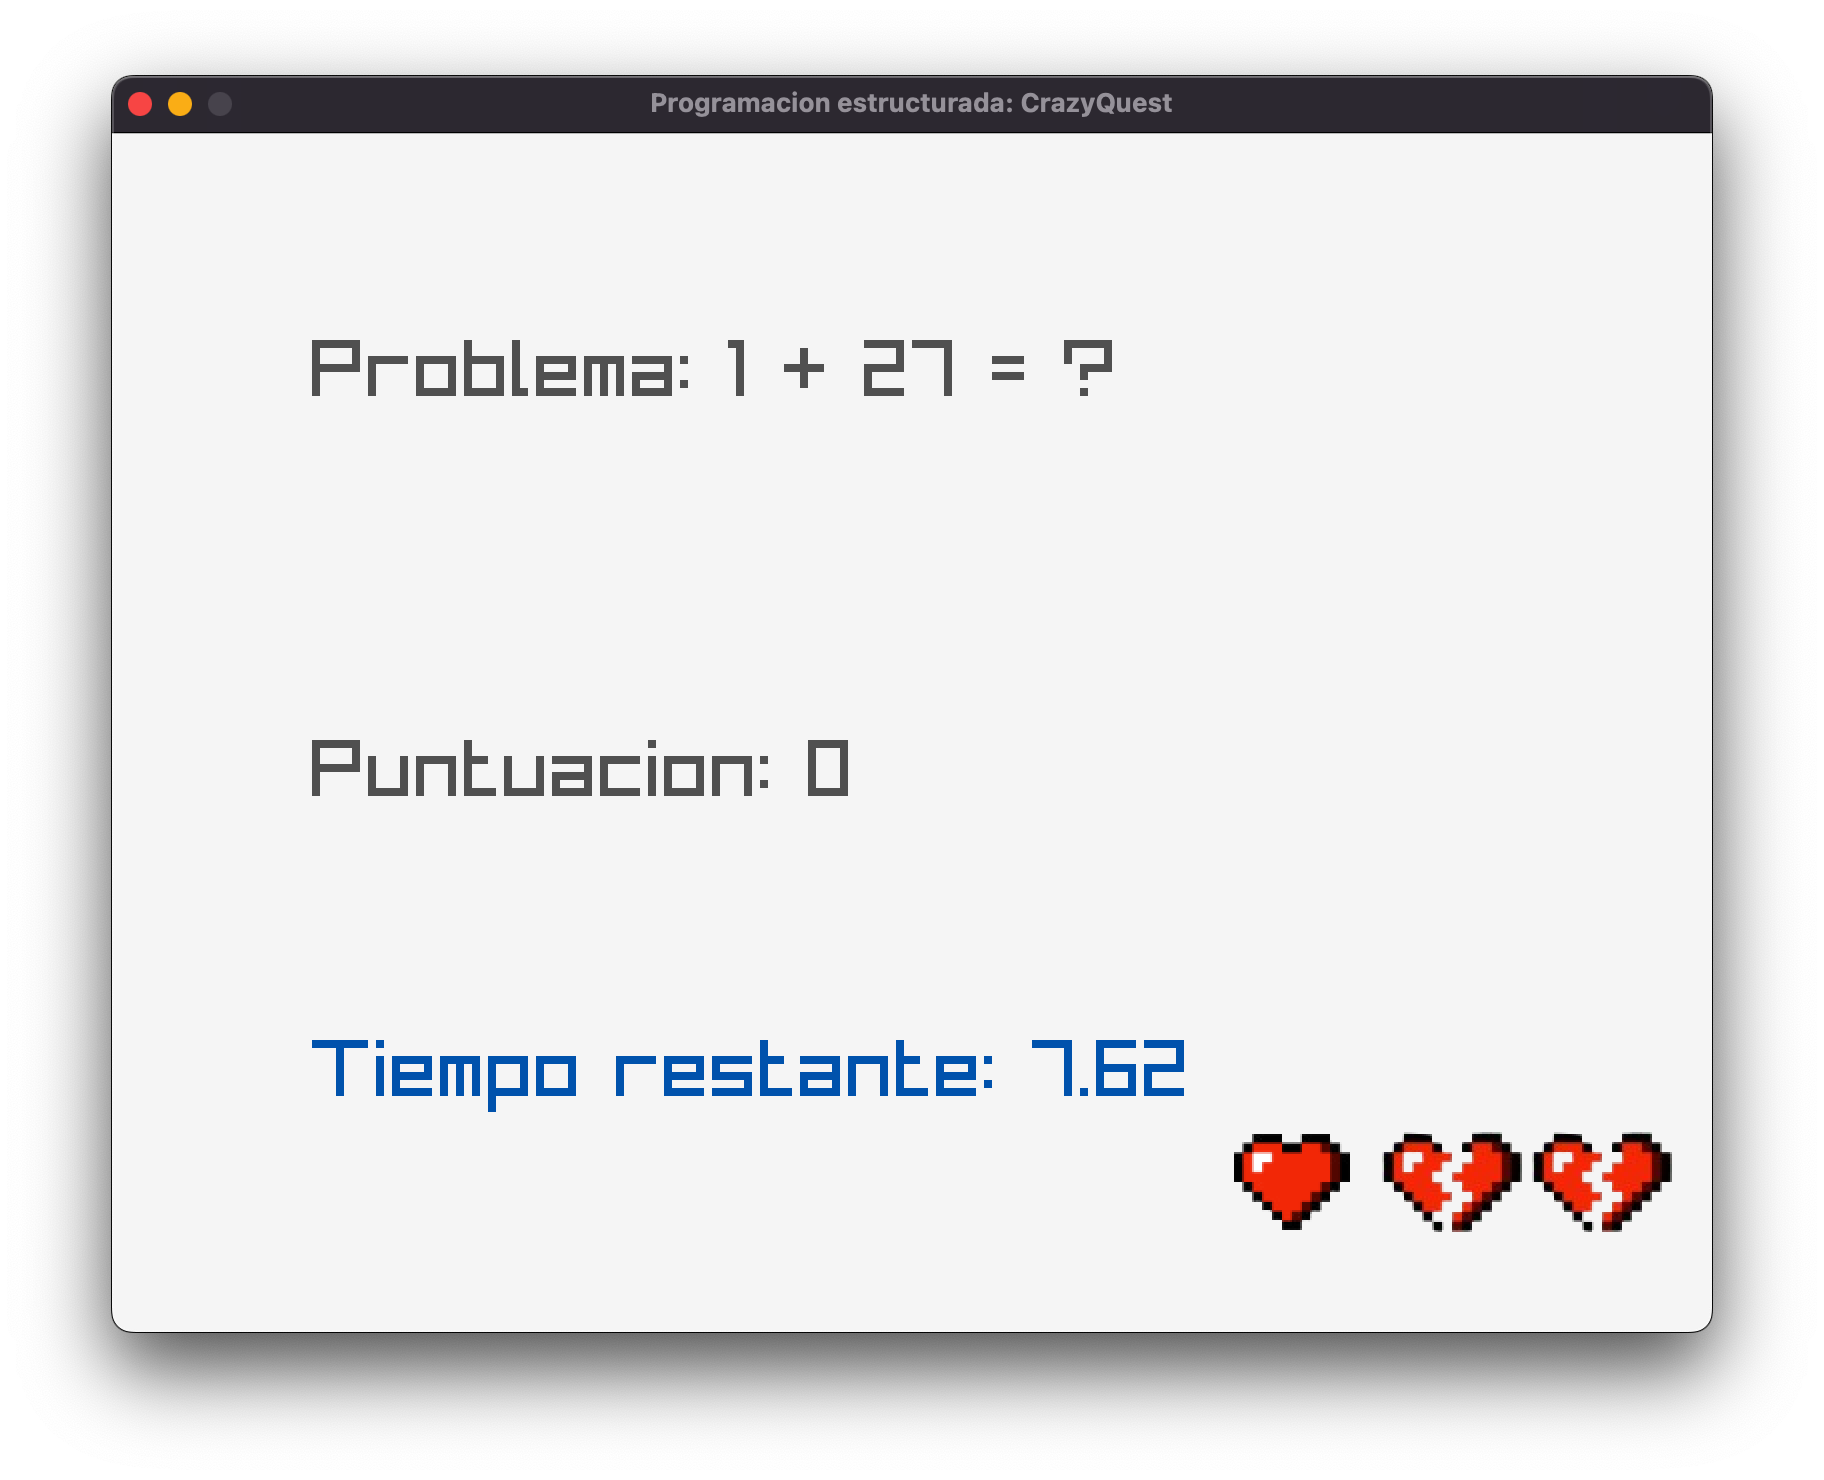 Programacion estructurada: CrazyQuest
Problema: 1 + 27 = ?
Puntuacion: 0
Tiempo restante: 7.62